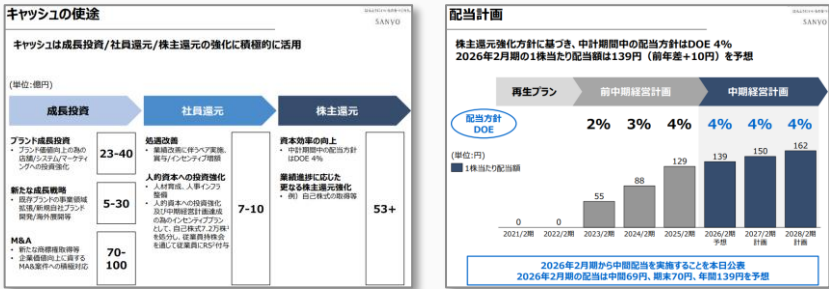 キャッシュの使途
SANYO
キャッシュは成長投資/社員還元/株主還元の強化に積極的に活用
(単位:億円)
成長投資
社員還元
株主還元
ブランド成長投資
• ブランド価値向上の為の
店舗/システム/マーケティ
ングへの投資強化
23-40
新たな成長戦略
• 既存ブランドの事業領域
拡張/新規自社ブランド
開発/海外展開等
5-30
M&A
• 新たな商標権取得等
• 企業価値向上に資する
M&A案件への積極対応
70-
100
処遇改善
• 業績改善に伴うベア実施、
賞与/インセンティブ増額
人的資本への投資強化
• 人材育成、人事インフラ
整備
• 人的資本への投資強化
及び中期経営計画達成
の為のインセンティブプラン
として、自己株式7.2万株
を処分し、従業員持株会
を通じて従業員にRS付与
7-10
資本効率の向上
• 中計期間中の配当方針
はDOE 4%
業績進捗に応じた
更なる株主還元強化
• 例）自己株式の取得等
53+
配当計画
SANYO
株主還元強化方針に基づき、中計期間中の配当方針はDOE 4%
2026年2月期の1株当たり配当額は139円（前年差+10円）を予想
再生プラン
前中期経営計画
中期経営計画
配当方針
DOE
2% 3% 4% 4% 4% 4%
(単位:円)
1株当たり配当額
0 0 55 88 129 139 150 162
2021/2期 2022/2期 2023/2期 2024/2期 2025/2期 2026/2期 2027/2期 2028/2期
予想 計画 計画
2026年2月期から中間配当を実施することを本日公表
2026年2月期の配当は中間69円、期末70円、年間139円を予想